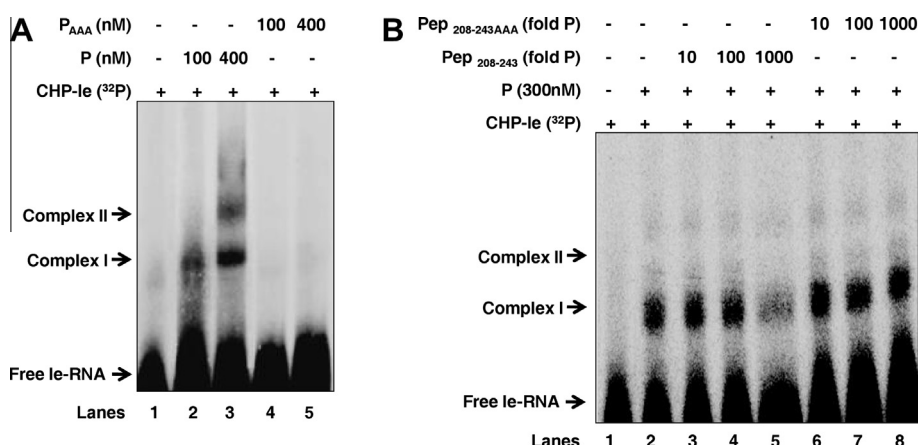 A
P AAA (nM) - - - 100 400
P (nM) - 100 400 - -
CHP-le (32P) + + + + +
Complex II
Complex I
Free le-RNA
Lanes 1 2 3 4 5
B
Pep 208-243AAA (fold P) - - - - - 10 100 1000
Pep 208-243 (fold P) - - 10 100 1000 - - -
P (300nM) - + + + + + + +
CHP-le (32P) + + + + + + + +
Complex II
Complex I
Free le-RNA
Lanes 1 2 3 4 5 6 7 8